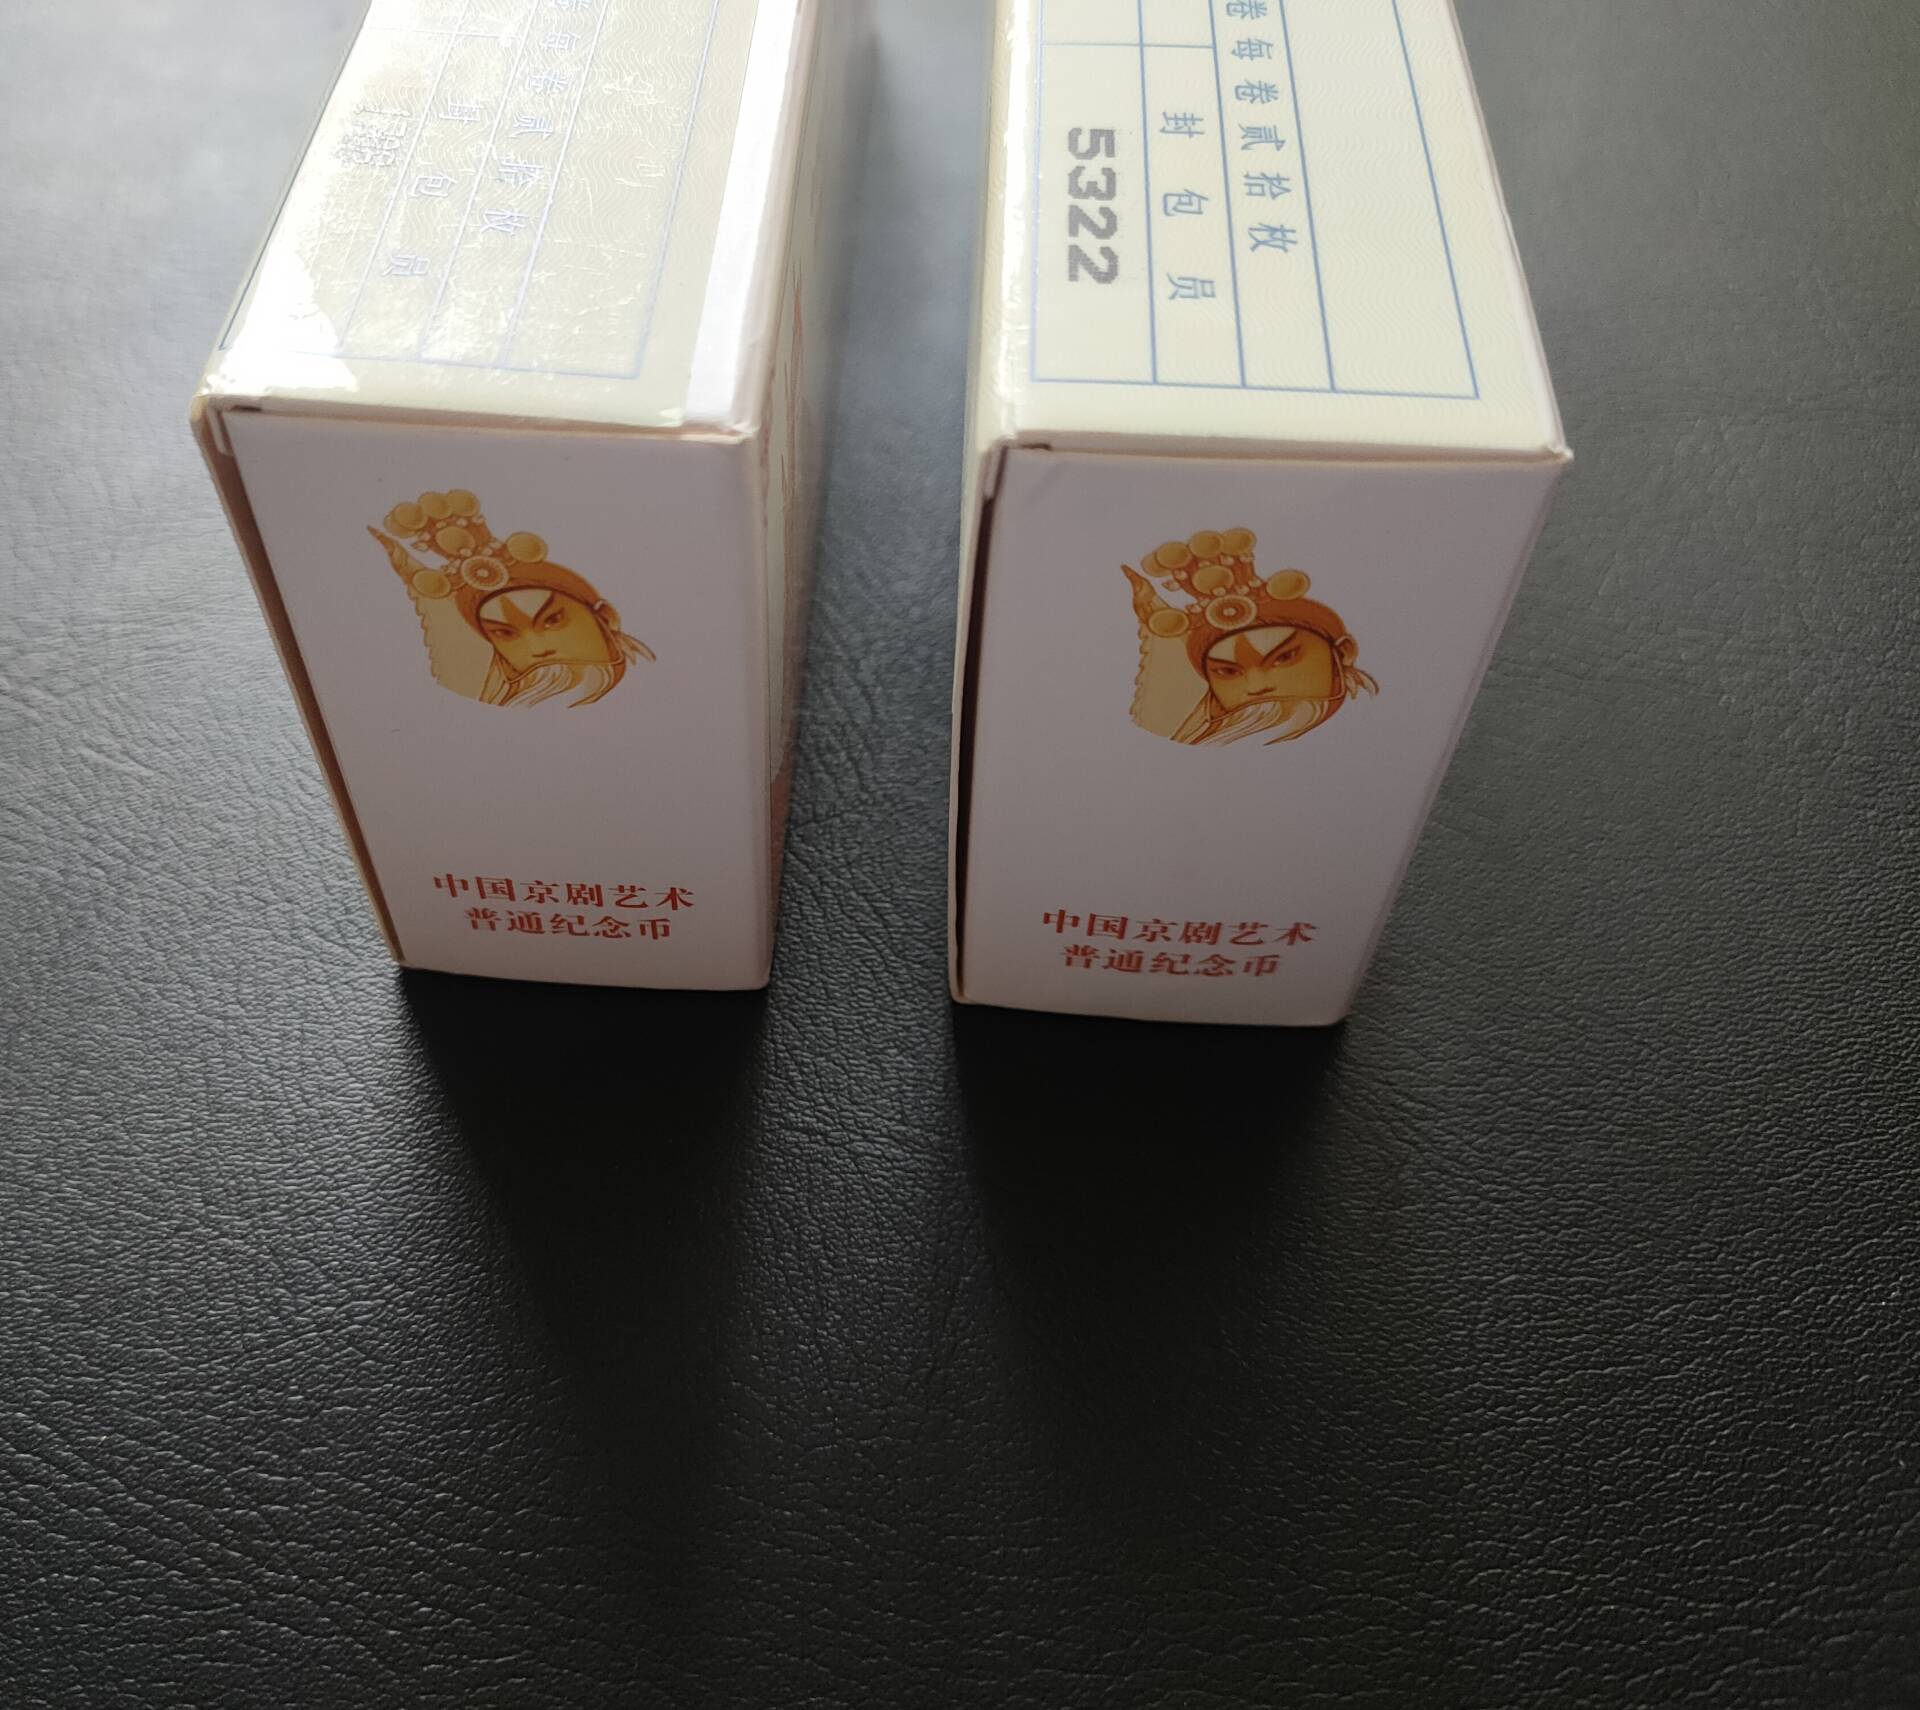 每卷贰拾枚
封包员
卷每卷贰拾枚
封包员
5322
中国京剧艺术
普通纪念币
中国京剧艺术
普通纪念币